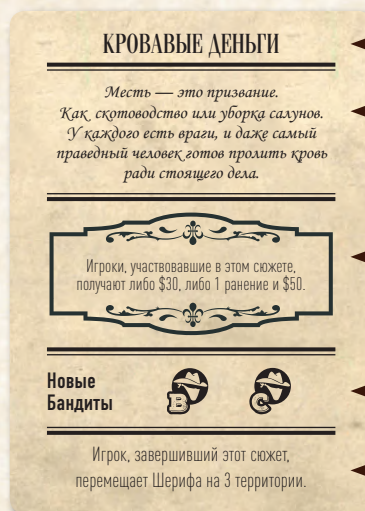 КРОВАВЫЕ ДЕНЬГИ
Месть — это призвание.
Как скотоводство или уборка салунов.
У каждого есть враги, и даже самый
праведный человек готов пролить кровь
ради стоящего дела.
Игроки, участвовавшие в этом сюжете,
получают либо $30, либо 1 ранение и $50.
Новые
Бандиты
B C
Игрок, завершивший этот сюжет,
перемещает Шерифа на 3 территории.